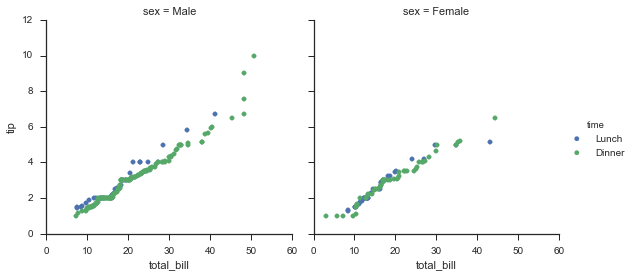 sex = Male
sex = Female
12
10
8
6
4
2
0
tip
0 10 20 30 40 50 60
0 10 20 30 40 50 60
total_bill
total_bill
time
Lunch
Dinner